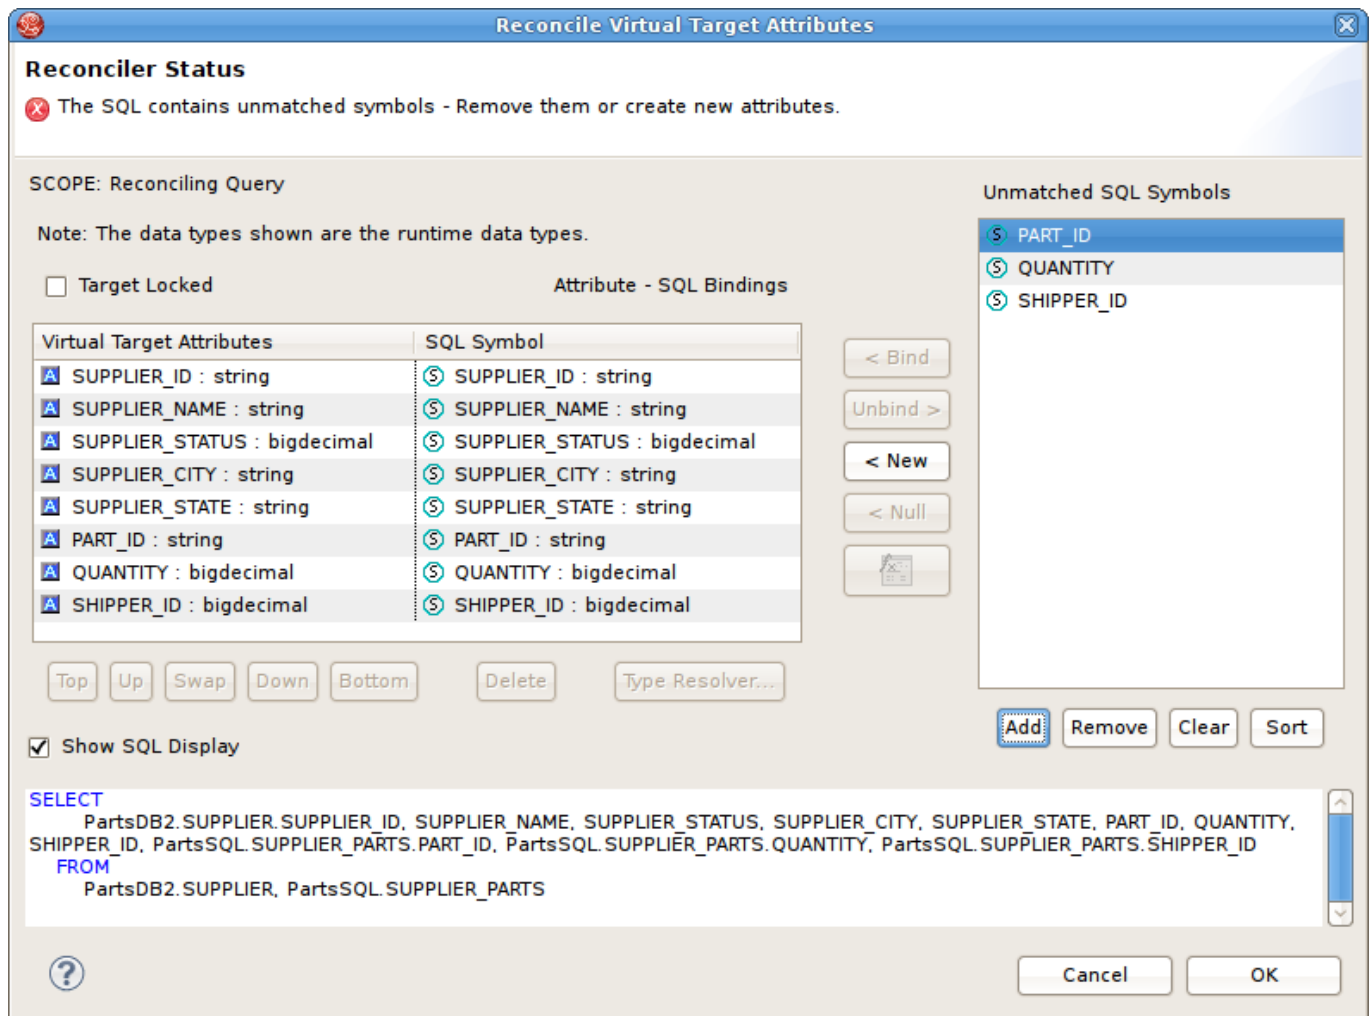 Reconcile Virtual Target Attributes
Reconciler Status
The SQL contains unmatched symbols - Remove them or create new attributes.
SCOPE: Reconciling Query
Note: The data types shown are the runtime data types.
Target Locked
Attribute - SQL Bindings
Virtual Target Attributes SQL Symbol
A SUPPLIER_ID : string S SUPPLIER_ID : string
A SUPPLIER_NAME : string S SUPPLIER_NAME : string
A SUPPLIER_STATUS : bigdecimal S SUPPLIER_STATUS : bigdecimal
A SUPPLIER_CITY : string S SUPPLIER_CITY : string
A SUPPLIER_STATE : string S SUPPLIER_STATE : string
A PART_ID : string S PART_ID : string
A QUANTITY : bigdecimal S QUANTITY : bigdecimal
A SHIPPER_ID : bigdecimal S SHIPPER_ID : bigdecimal
Top Up Swap Down Bottom Delete Type Resolver...
< Bind
Unbind >
< New
< Null
Unmatched SQL Symbols
S PART_ID
S QUANTITY
S SHIPPER_ID
Add Remove Clear Sort
Show SQL Display
SELECT
PartsDB2.SUPPLIER.SUPPLIER_ID, SUPPLIER_NAME, SUPPLIER_STATUS, SUPPLIER_CITY, SUPPLIER_STATE, PART_ID, QUANTITY,
SHIPPER_ID, PartsSQL.SUPPLIER_PARTS.PART_ID, PartsSQL.SUPPLIER_PARTS.QUANTITY, PartsSQL.SUPPLIER_PARTS.SHIPPER_ID
FROM
PartsDB2.SUPPLIER, PartsSQL.SUPPLIER_PARTS
?
Cancel OK